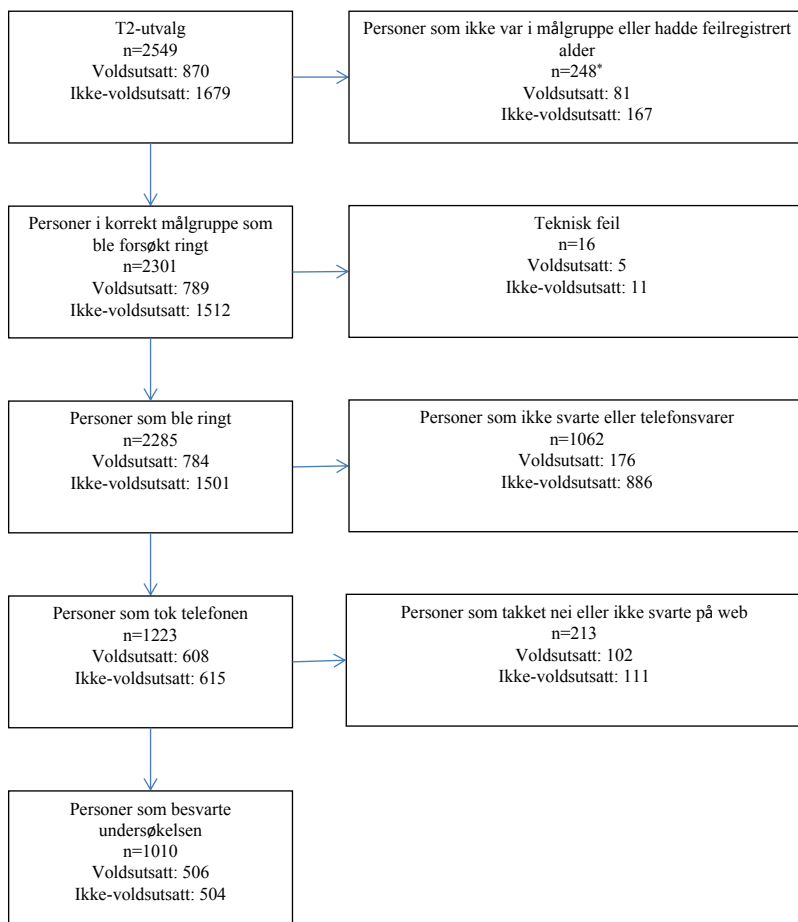 T2-utvalg
n=2549
Voldsutsatt: 870
Ikke-voldsutsatt: 1679
Personer som ikke var i målgruppe eller hadde feilregistrert
alder
n=248*
Voldsutsatt: 81
Ikke-voldsutsatt: 167
Personer i korrekt målgruppe som
ble forsøkt ringt
n=2301
Voldsutsatt: 789
Ikke-voldsutsatt: 1512
Teknisk feil
n=16
Voldsutsatt: 5
Ikke-voldsutsatt: 11
Personer som ble ringt
n=2285
Voldsutsatt: 784
Ikke-voldsutsatt: 1501
Personer som ikke svarte eller telefonsvarer
n=1062
Voldsutsatt: 176
Ikke-voldsutsatt: 886
Personer som tok telefonen
n=1223
Voldsutsatt: 608
Ikke-voldsutsatt: 615
Personer som takket nei eller ikke svarte på web
n=213
Voldsutsatt: 102
Ikke-voldsutsatt: 111
Personer som besvarte
undersøkelsen
n=1010
Voldsutsatt: 506
Ikke-voldsutsatt: 504